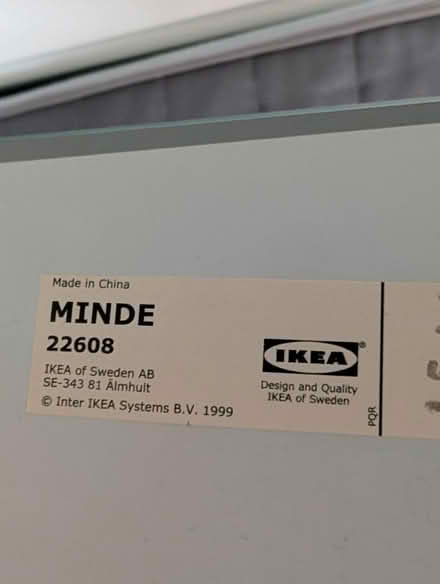 Made in China
MINDE
22608
IKEA of Sweden AB
SE-343 81 Älmhult
© Inter IKEA Systems B.V. 1999
IKEA®
Design and Quality
IKEA of Sweden
PQR